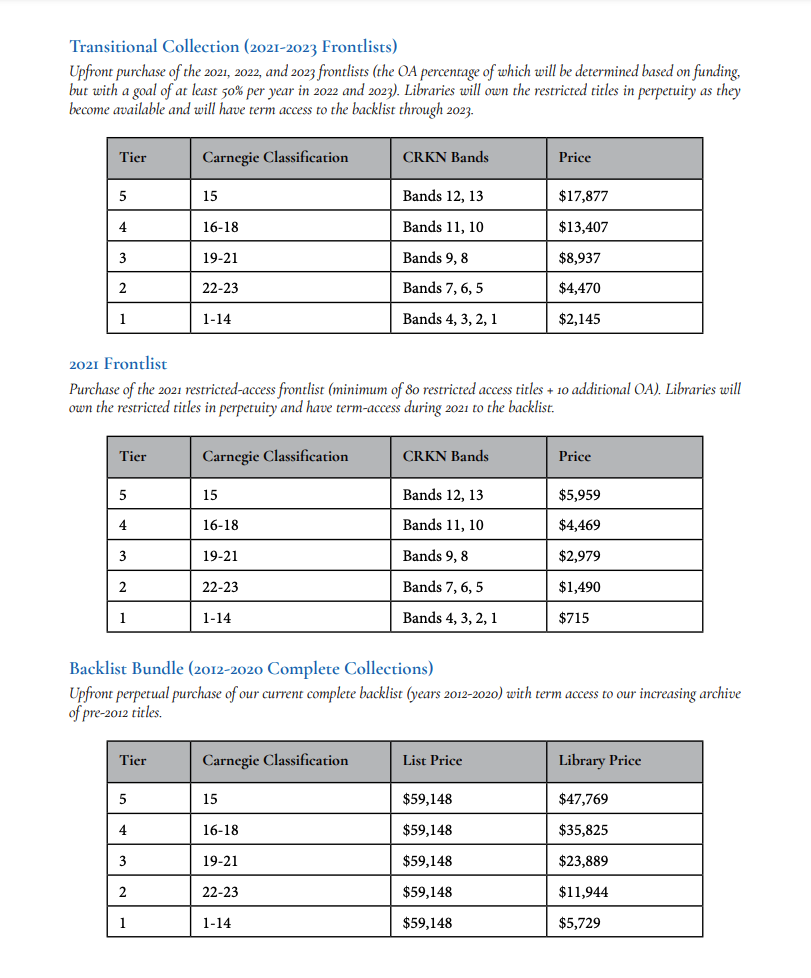 Transitional Collection (2021-2023 Frontlists)
Upfront purchase of the 2021, 2022, and 2023 frontlists (the OA percentage of which will be determined based on funding,
but with a goal of at least 50% per year in 2022 and 2023). Libraries will own the restricted titles in perpetuity as they
become available and will have term access to the backlist through 2023.
Tier Carnegie Classification CRKN Bands Price
5 15 Bands 12, 13 $17,877
4 16-18 Bands 11, 10 $13,407
3 19-21 Bands 9, 8 $8,937
2 22-23 Bands 7, 6, 5 $4,470
1 1-14 Bands 4, 3, 2, 1 $2,145
2021 Frontlist
Purchase of the 2021 restricted-access frontlist (minimum of 80 restricted access titles + 10 additional OA). Libraries will
own the restricted titles in perpetuity and have term-access during 2021 to the backlist.
Tier Carnegie Classification CRKN Bands Price
5 15 Bands 12, 13 $5,959
4 16-18 Bands 11, 10 $4,469
3 19-21 Bands 9, 8 $2,979
2 22-23 Bands 7, 6, 5 $1,490
1 1-14 Bands 4, 3, 2, 1 $715
Backlist Bundle (2012-2020 Complete Collections)
Upfront perpetual purchase of our current complete backlist (years 2012-2020) with term access to our increasing archive
of pre-2012 titles.
Tier Carnegie Classification List Price Library Price
5 15 $59,148 $47,769
4 16-18 $59,148 $35,825
3 19-21 $59,148 $23,889
2 22-23 $59,148 $11,944
1 1-14 $59,148 $5,729